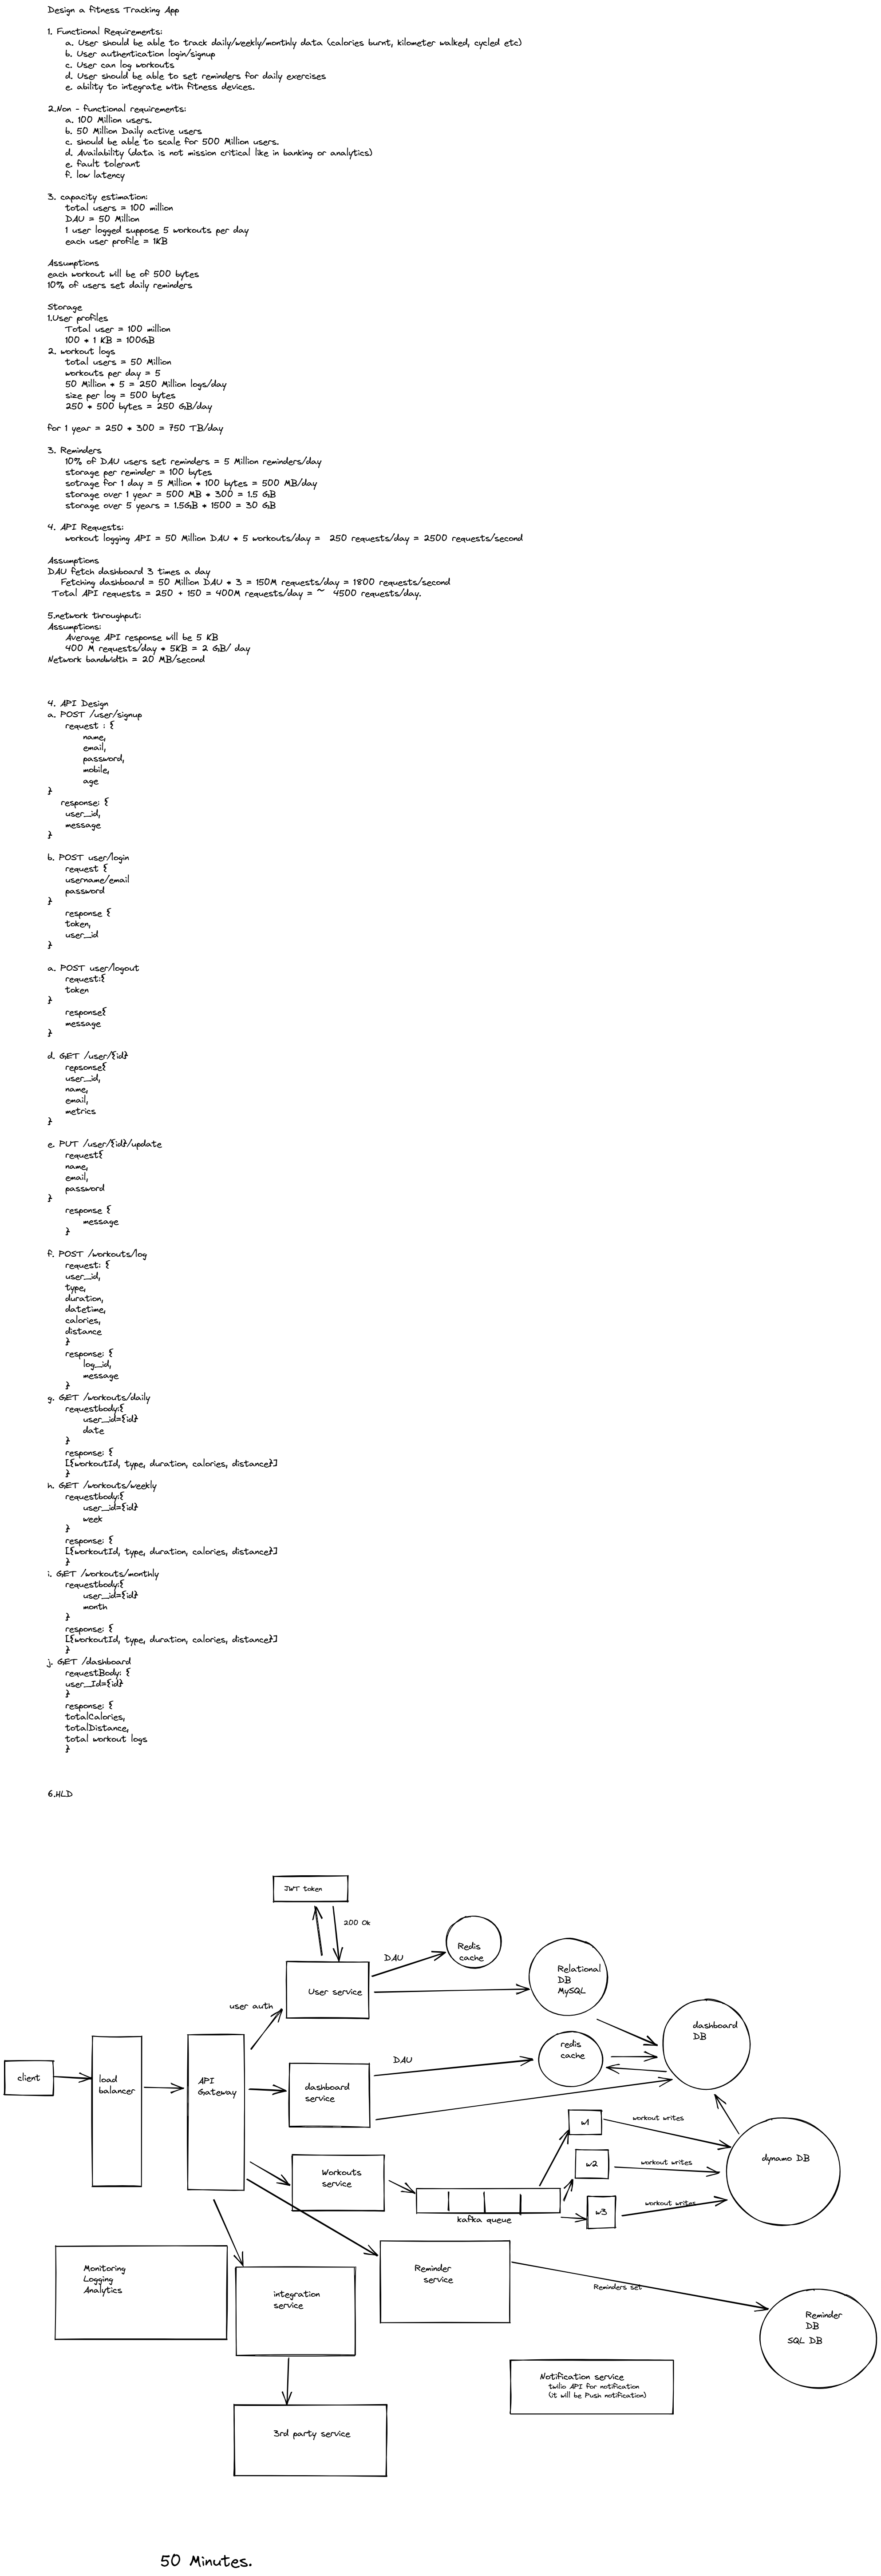 Design a fitness Tracking App
1. Functional Requirements:
a. User should be able to track daily/weekly/monthly data (calories burnt, kilometer walked, cycled etc)
b. User authentication login/signup
c. User can log workouts
d. User should be able to set reminders for daily exercises
e. ability to integrate with fitness devices.
2.Non - functional requirements:
a. 100 Million users.
b. 50 Million Daily active users
c. should be able to scale for 500 Million users.
d. Availability (data is not mission critical like in banking or analytics)
e. fault tolerant
f. low latency
3. capacity estimation:
total users = 100 million
DAU = 50 Million
1 user logged suppose 5 workouts per day
each user profile = 1KB
Assumptions
each workout will be of 500 bytes
10% of users set daily reminders
Storage
1.User profiles
Total user = 100 million
100 * 1 KB = 100GB
2. workout logs
total users = 50 Million
workouts per day = 5
50 Million * 5 = 250 Million logs/day
size per log = 500 bytes
250 * 500 bytes = 250 GB/day
for 1 year = 250 * 300 = 750 TB/day
3. Reminders
10% of DAU users set reminders = 5 Million reminders/day
storage per reminder = 100 bytes
sotrage for 1 day = 5 Million * 100 bytes = 500 MB/day
storage over 1 year = 500 MB * 300 = 1.5 GB
storage over 5 years = 1.5GB * 1500 = 30 GB
4. API Requests:
workout logging API = 50 Million DAU * 5 workouts/day = 250 requests/day = 2500 requests/second
Assumptions
DAU fetch dashboard 3 times a day
Fetching dashboard = 50 Million DAU * 3 = 150M requests/day = 1800 requests/second
Total API requests = 250 + 150 = 400M requests/day = ~ 4500 requests/day.
5.network throughput:
Assumptions:
Average API response will be 5 KB
400 M requests/day * 5KB = 2 GB/ day
Network bandwidth = 20 MB/second
4. API Design
a. POST /user/signup
request : {
name,
email,
password,
mobile,
age
}
response: {
user_id,
message
}
b. POST user/login
request {
username/email
password
}
response {
token,
user_id
}
a. POST user/logout
request:{
token
}
response{
message
}
d. GET /user/{id}
repsonse{
user_id,
name,
email,
metrics
}
e. PUT /user/{id}/update
request{
name,
email,
password
}
response {
message
}
f. POST /workouts/log
request: {
user_id,
type,
duration,
datetime,
calories,
distance
}
response: {
log_id,
message
}
g. GET /workouts/daily
requestbody:{
user_id={id}
date
}
response: {
[{workoutId, type, duration, calories, distance}]
}
h. GET /workouts/weekly
requestbody:{
user_id={id}
week
}
response: {
[{workoutId, type, duration, calories, distance}]
}
i. GET /workouts/monthly
requestbody:{
user_id={id}
month
}
response: {
[{workoutId, type, duration, calories, distance}]
}
j. GET /dashboard
requestBody: {
user_Id={id}
}
response: {
totalCalories,
totalDistance,
total workout logs
}
6.HLD
JWT token
200 Ok
DAU
Redis
cache
User service
Relational
DB
MySQL
user auth
dashboard
DB
client
load
balancer
API
Gateway
DAU
redis
cache
dashboard
service
w1
workout writes
w2
workout writes
dynamo DB
Workouts
service
kafka queue
w3
workout writes
Monitoring
Logging
Analytics
Reminder
service
Reminders set
integration
service
Reminder
DB
SQL DB
Notification service
twilio API for notification
(it will be Push notification)
3rd party service
50 Minutes.